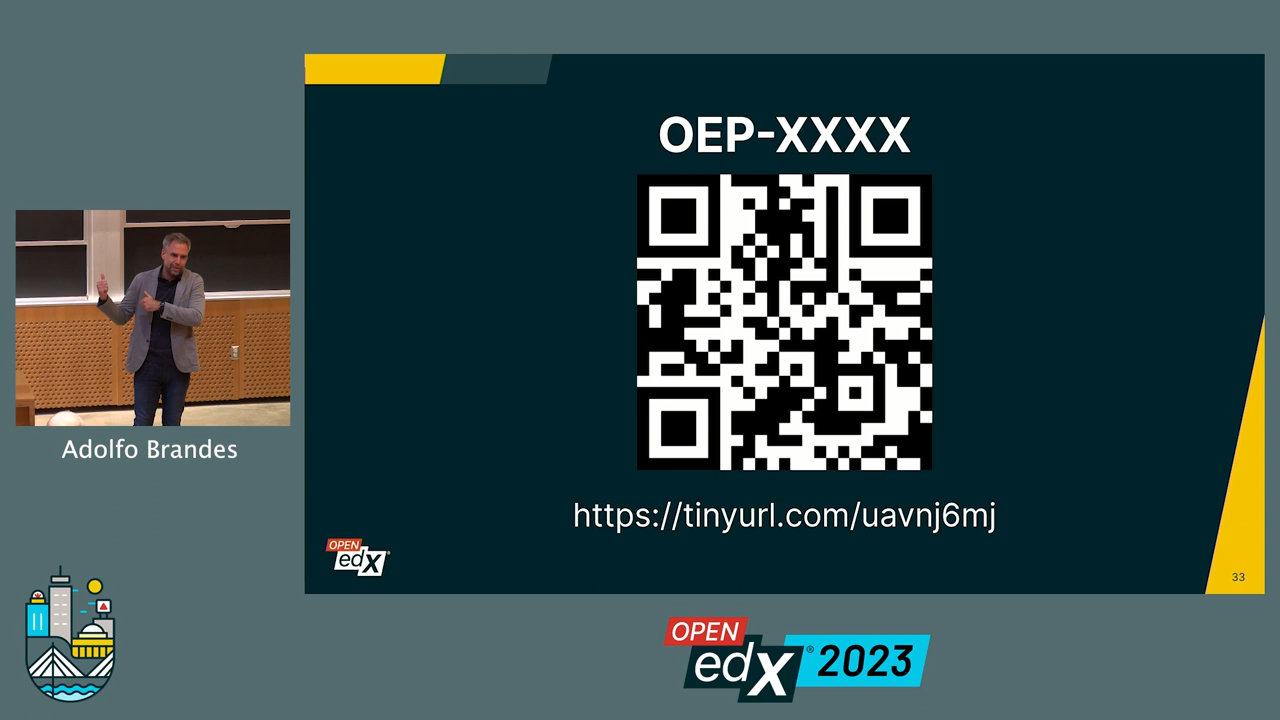 OEP-XXXX
https://tinyurl.com/uavnj6mj
OPEN
edX®
33
Adolfo Brandes
OPEN
edX®
2023